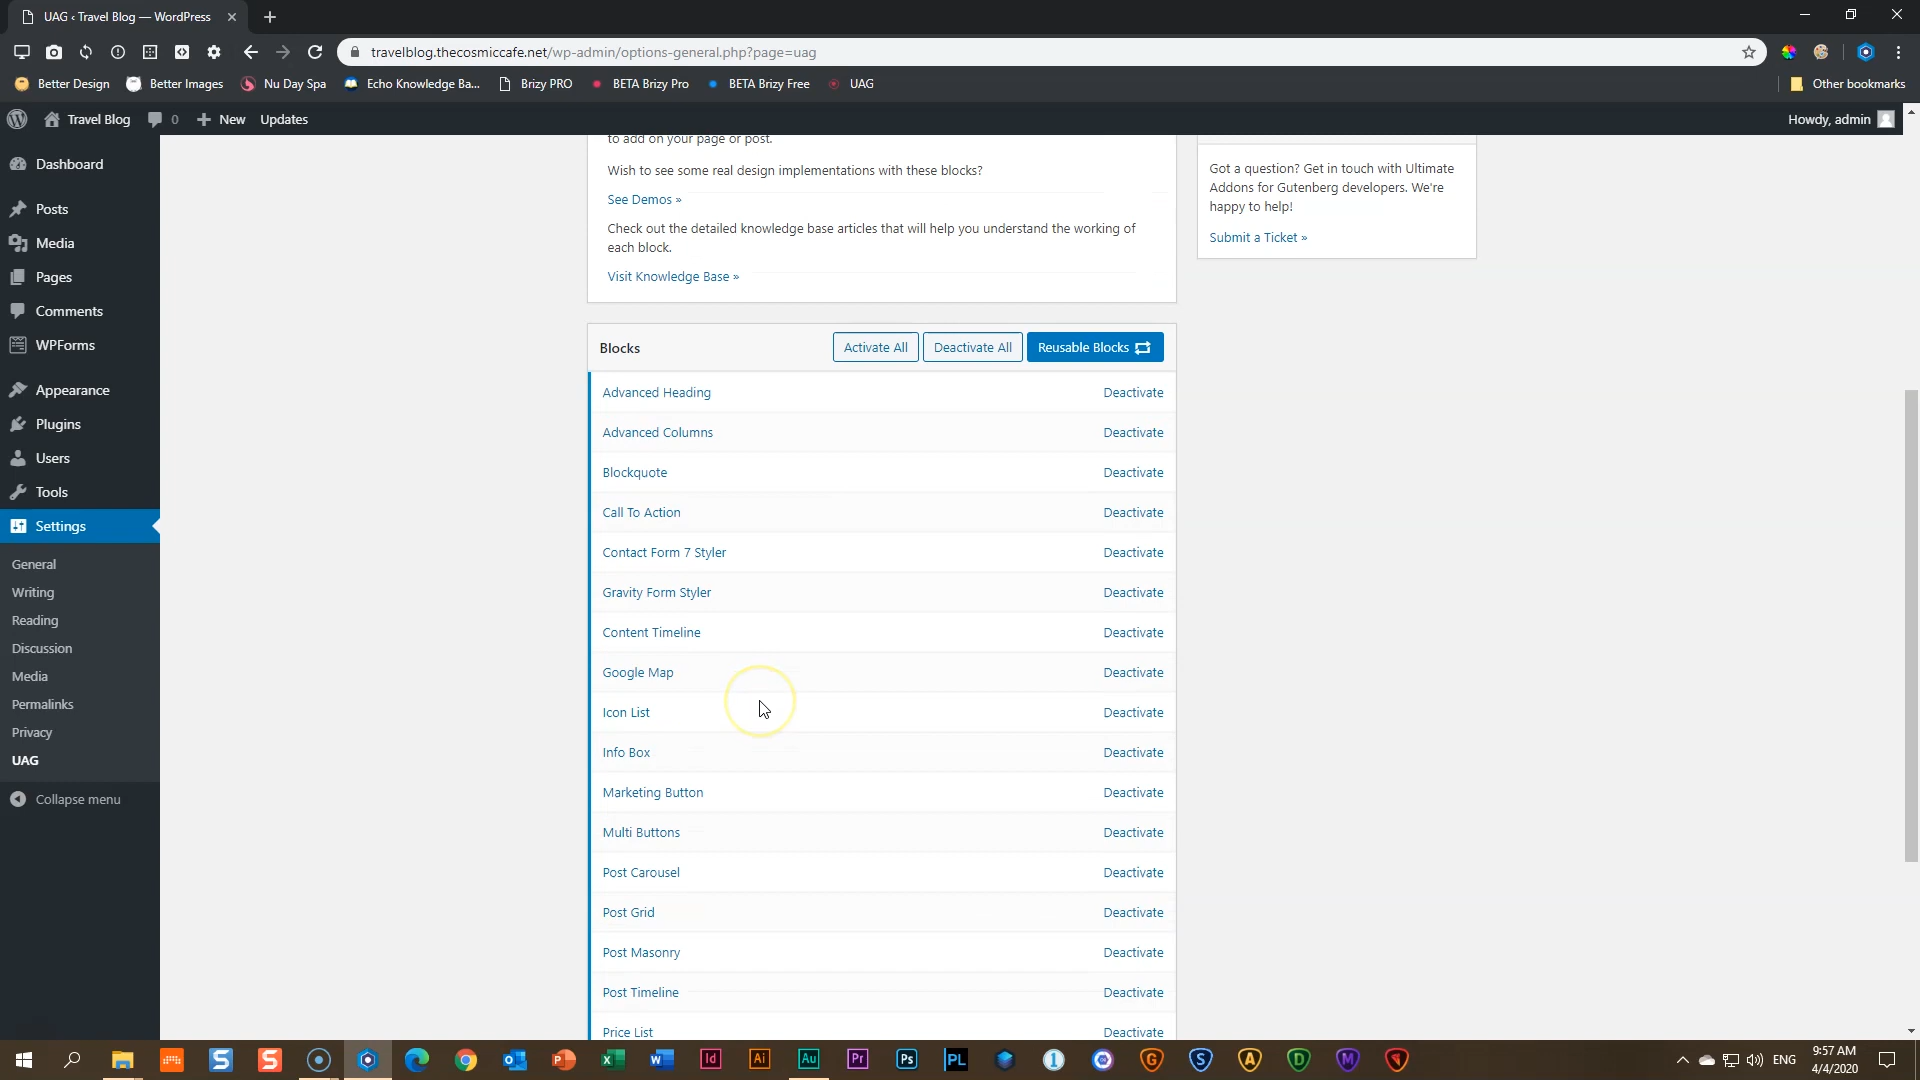 UAG ‹ Travel Blog — WordPress
travelblog.thecosmiccafe.net/wp-admin/options-general.php?page=uag
Better Design
Better Images
Nu Day Spa
Echo Knowledge Ba...
Brizy PRO
BETA Brizy Pro
BETA Brizy Free
UAG
Other bookmarks
Travel Blog
0
New
Updates
Howdy, admin
Dashboard
Posts
Media
Pages
Comments
WPForms
Appearance
Plugins
Users
Tools
Settings
General
Writing
Reading
Discussion
Media
Permalinks
Privacy
UAG
Collapse menu
to add on your page or post.
Wish to see some real design implementations with these blocks?
See Demos »
Check out the detailed knowledge base articles that will help you understand the working of
each block.
Visit Knowledge Base »
Got a question? Get in touch with Ultimate
Addons for Gutenberg developers. We're
happy to help!
Submit a Ticket »
Blocks
Activate All
Deactivate All
Reusable Blocks
Advanced Heading Deactivate
Advanced Columns Deactivate
Blockquote Deactivate
Call To Action Deactivate
Contact Form 7 Styler Deactivate
Gravity Form Styler Deactivate
Content Timeline Deactivate
Google Map Deactivate
Icon List Deactivate
Info Box Deactivate
Marketing Button Deactivate
Multi Buttons Deactivate
Post Carousel Deactivate
Post Grid Deactivate
Post Masonry Deactivate
Post Timeline Deactivate
Price List Deactivate
Id
Ai
Au
Pr
Ps
PL
ENG
9:57 AM
4/4/2020